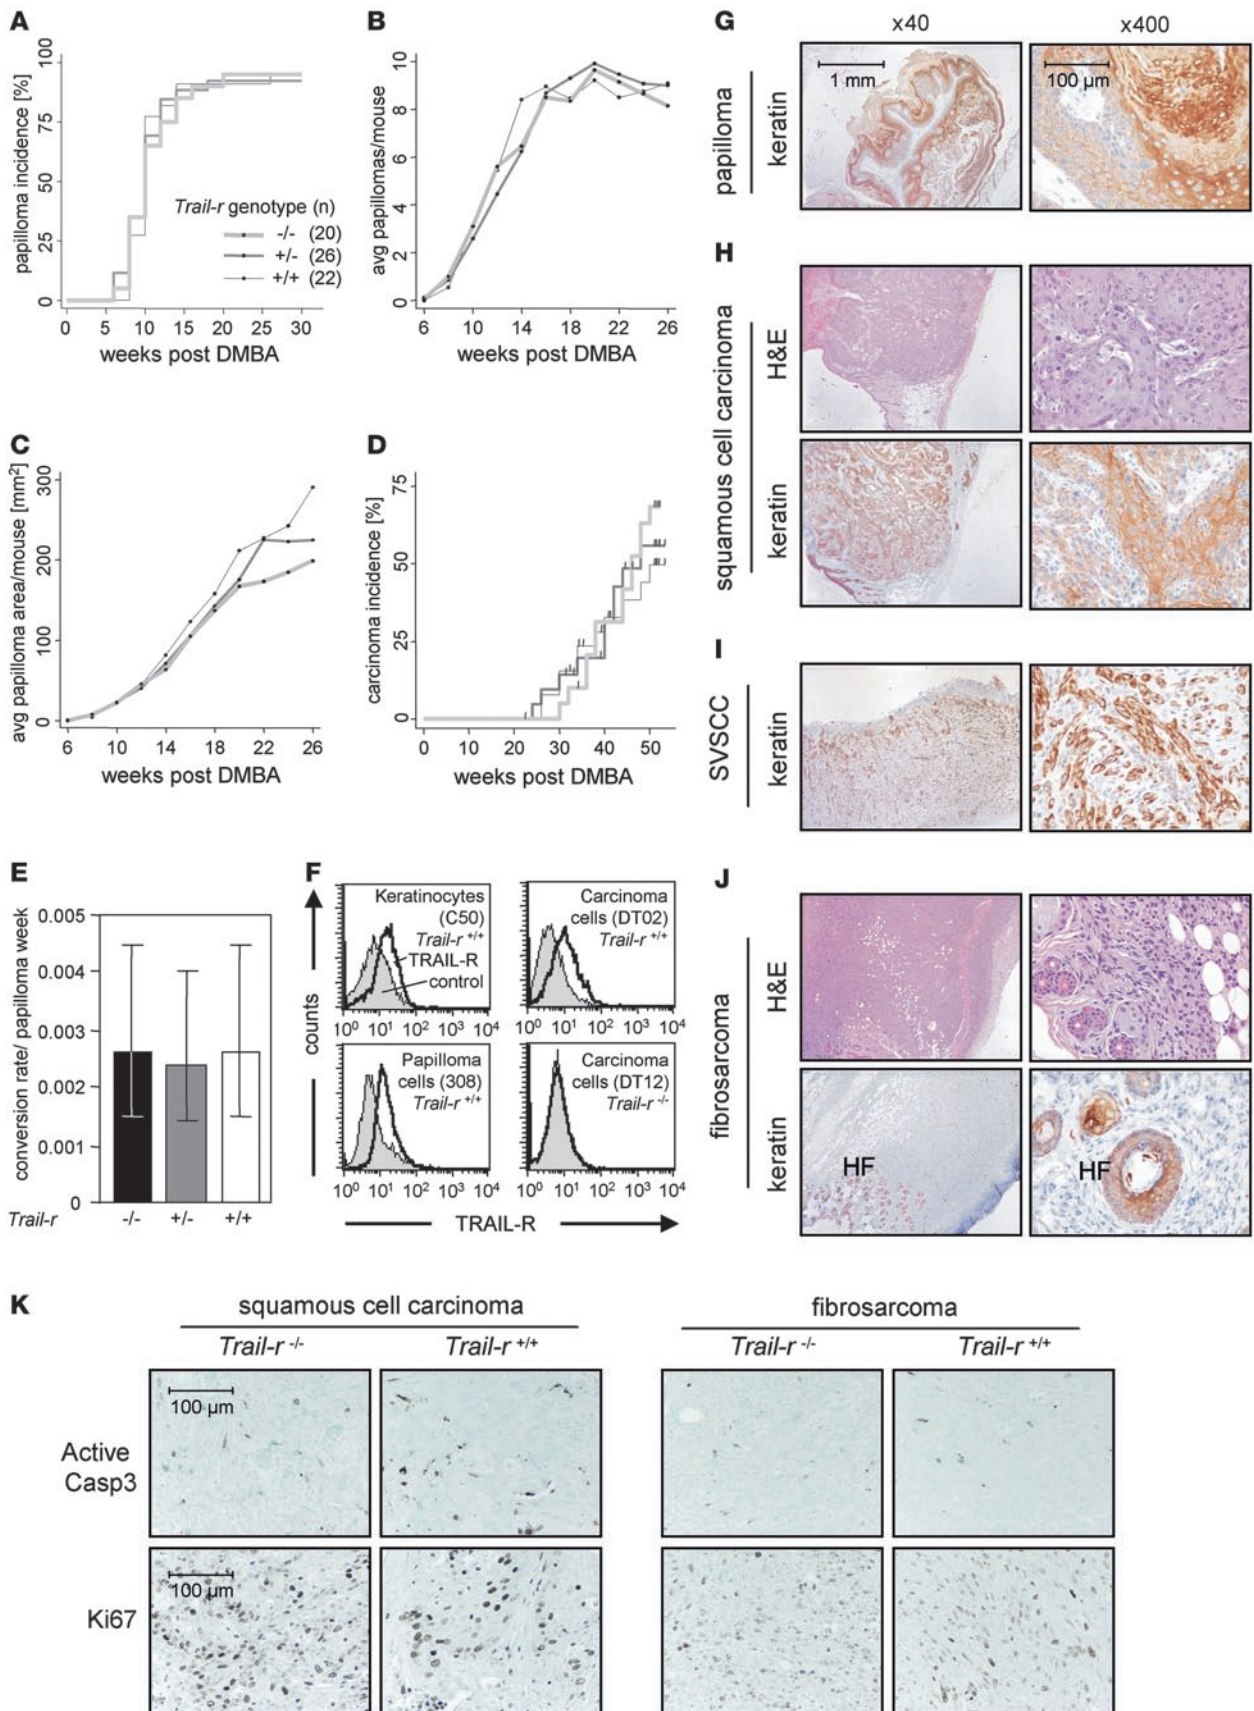 A
papilloma incidence [%]
100
75
50
25
0
Trail-r genotype (n)
-/- (20)
+/- (26)
+/+ (22)
0 5 10 15 20 25 30
weeks post DMBA
B
avg papillomas/mouse
10
8
6
4
2
0
6 10 14 18 22 26
weeks post DMBA
C
avg papilloma area/mouse [mm²]
300
200
100
0
6 10 14 18 22 26
weeks post DMBA
D
carcinoma incidence [%]
75
50
25
0
0 10 20 30 40 50
weeks post DMBA
E
conversion rate/ papilloma week
0.005
0.004
0.003
0.002
0.001
0
Trail-r -/- +/- +/+
F
counts
Keratinocytes
(C50)
Trail-r +/+
TRAIL-R
control
10⁰ 10¹ 10² 10³ 10⁴
Carcinoma
cells (DT02)
Trail-r +/+
10⁰ 10¹ 10² 10³ 10⁴
Papilloma
cells (308)
Trail-r +/+
10⁰ 10¹ 10² 10³ 10⁴
Carcinoma
cells (DT12)
Trail-r -/-
10⁰ 10¹ 10² 10³ 10⁴
TRAIL-R
G
x40 x400
papilloma
keratin
1 mm
100 µm
H
squamous cell carcinoma
H&E
keratin
I
SVSCC
keratin
J
fibrosarcoma
H&E
keratin
HF
HF
K
squamous cell carcinoma
fibrosarcoma
Trail-r -/- Trail-r +/+ Trail-r -/- Trail-r +/+
Active
Casp3
100 µm
Ki67
100 µm